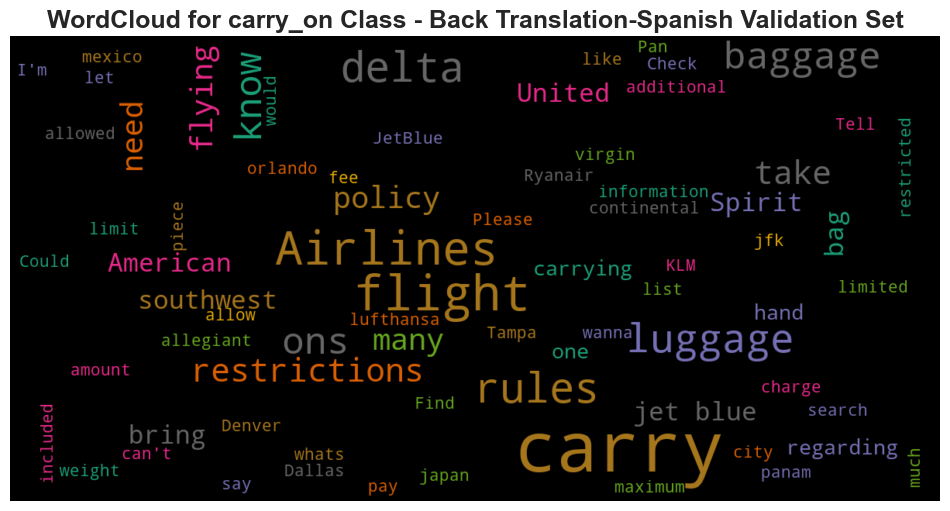 WordCloud for carry_on Class - Back Translation-Spanish Validation Set
I'm
mexico
let
flying
know
would
delta
like
Pan
Check
baggage
United
additional
allowed
need
JetBlue
Tell
restricted
orlando
fee
virgin
Ryanair
take
information
continental
Spirit
policy
Please
piece
limit
bag
jfk
Could
American
Airlines
carrying
KLM
list
limited
southwest
allow
flight
lufthansa
hand
allegiant
ons
many
Tampa
wanna
one
luggage
amount
restrictions
rules
charge
Find
jet blue
search
included
bring
Denver
can't
weight
whats
Dallas
say
pay
japan
carry
city
regarding
panam
maximum
much